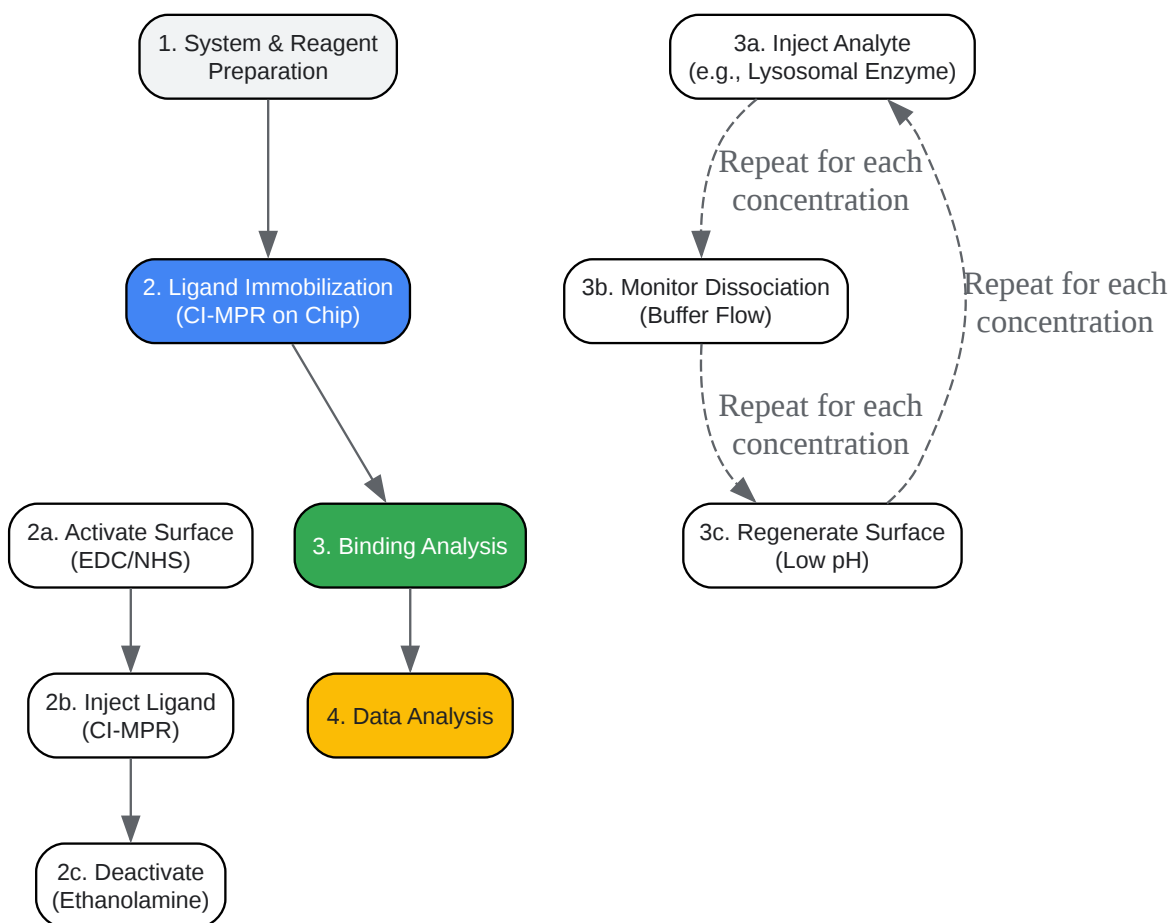 1. System & Reagent
Preparation
2. Ligand Immobilization
(CI-MPR on Chip)
2a. Activate Surface
(EDC/NHS)
2b. Inject Ligand
(CI-MPR)
2c. Deactivate
(Ethanolamine)
3. Binding Analysis
4. Data Analysis
3a. Inject Analyte
(e.g., Lysosomal Enzyme)
Repeat for each
concentration
3b. Monitor Dissociation
(Buffer Flow)
Repeat for each
concentration
3c. Regenerate Surface
(Low pH)
Repeat for each
concentration